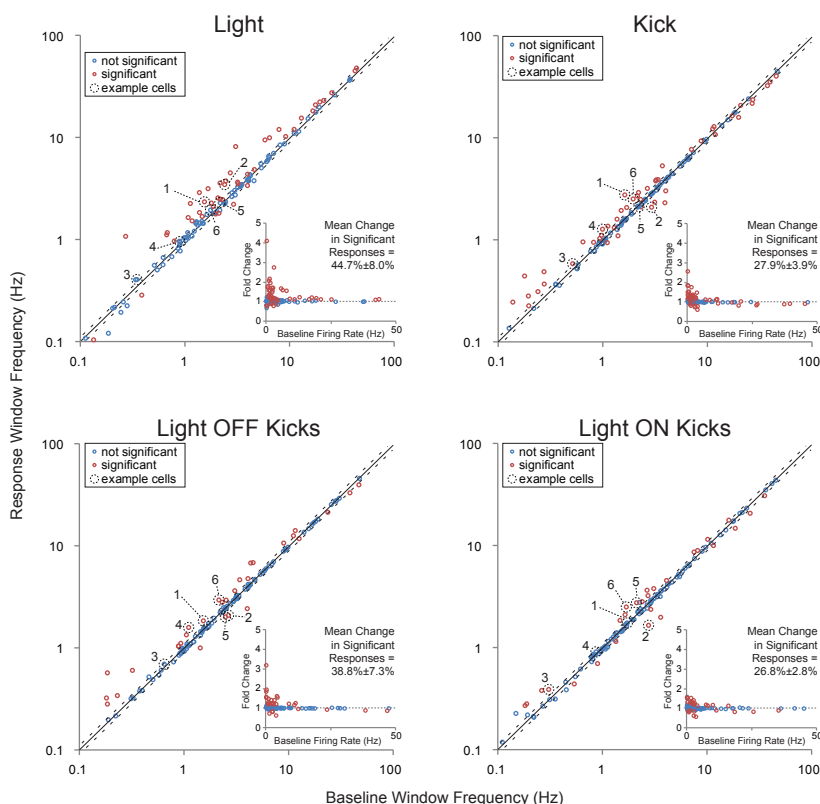 Light
Kick
not significant
significant
example cells
100
10
1
0.1
0.1
1
10
100
1
2
3
4
5
6
Mean Change
in Significant
Responses =
44.7%±8.0%
Fold Change
5
4
3
2
1
0
0
50
Baseline Firing Rate (Hz)
not significant
significant
example cells
100
10
1
0.1
0.1
1
10
100
1
6
4
3
5
2
Mean Change
in Significant
Responses =
27.9%±3.9%
Fold Change
5
4
3
2
1
0
0
50
Baseline Firing Rate (Hz)
Response Window Frequency (Hz)
Light OFF Kicks
Light ON Kicks
not significant
significant
example cells
100
10
1
0.1
0.1
1
10
100
6
1
4
3
5
2
Mean Change
in Significant
Responses =
38.8%±7.3%
Fold Change
5
4
3
2
1
0
0
50
Baseline Firing Rate (Hz)
not significant
significant
example cells
100
10
1
0.1
0.1
1
10
100
6
5
1
4
2
3
Mean Change
in Significant
Responses =
26.8%±2.8%
Fold Change
5
4
3
2
1
0
0
50
Baseline Firing Rate (Hz)
Baseline Window Frequency (Hz)